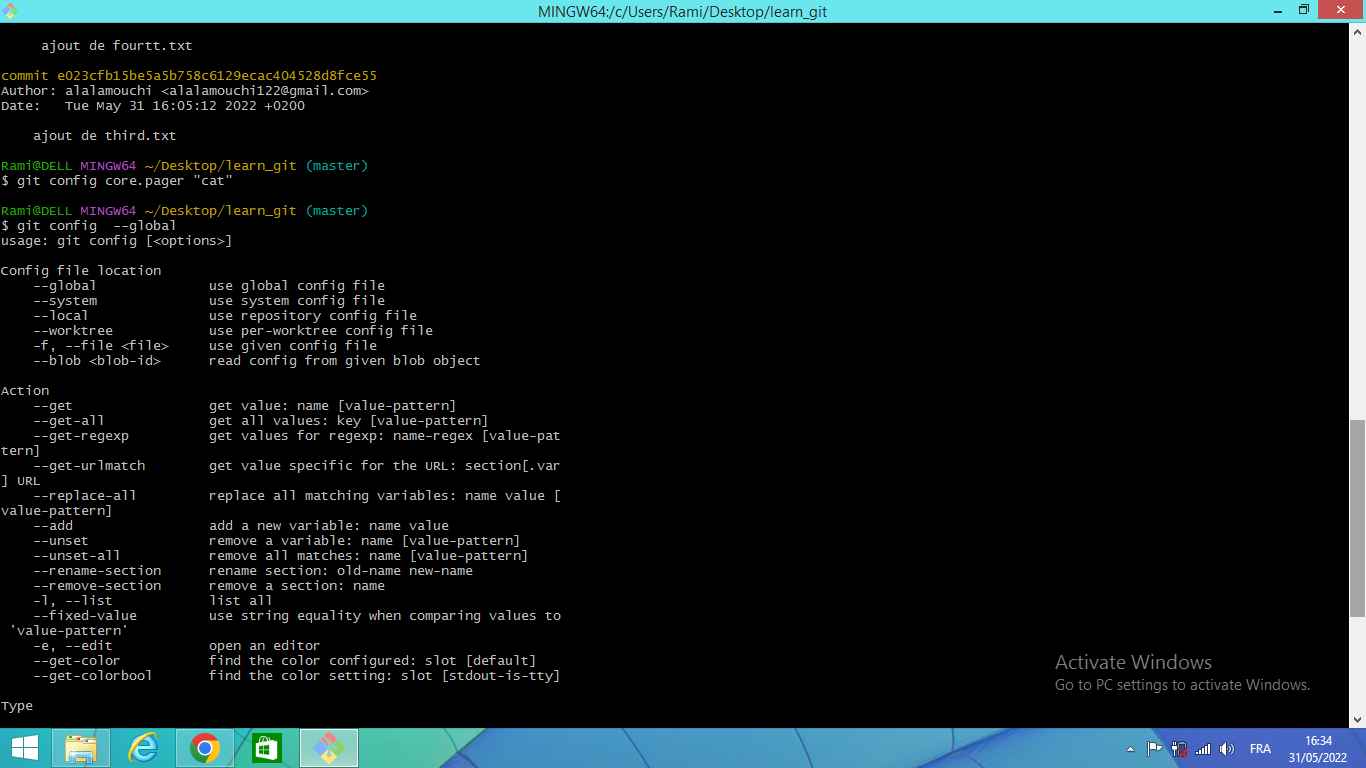 MINGW64:/c/Users/Rami/Desktop/learn_git
ajout de fourtt.txt
commit e023cfb15be5a5b758c6129ecac404528d8fce55
Author: alalamouchi <alalamouchi122@gmail.com>
Date:   Tue May 31 16:05:12 2022 +0200
ajout de third.txt
Rami@DELL MINGW64 ~/Desktop/learn_git (master)
$ git config core.pager "cat"
Rami@DELL MINGW64 ~/Desktop/learn_git (master)
$ git config  --global
usage: git config [<options>]
Config file location
    --global              use global config file
    --system              use system config file
    --local               use repository config file
    --worktree            use per-worktree config file
    -f, --file <file>     use given config file
    --blob <blob-id>      read config from given blob object
Action
    --get                 get value: name [value-pattern]
    --get-all             get all values: key [value-pattern]
    --get-regexp          get values for regexp: name-regex [value-pat
tern]
    --get-urlmatch        get value specific for the URL: section[.var
] URL
    --replace-all         replace all matching variables: name value [
value-pattern]
    --add                 add a new variable: name value
    --unset               remove a variable: name [value-pattern]
    --unset-all           remove all matches: name [value-pattern]
    --rename-section      rename section: old-name new-name
    --remove-section      remove a section: name
    -l, --list            list all
    --fixed-value         use string equality when comparing values to
 'value-pattern'
    -e, --edit            open an editor
    --get-color           find the color configured: slot [default]
    --get-colorbool       find the color setting: slot [stdout-is-tty]
Type
Activate Windows
Go to PC settings to activate Windows.
FRA
16:34
31/05/2022